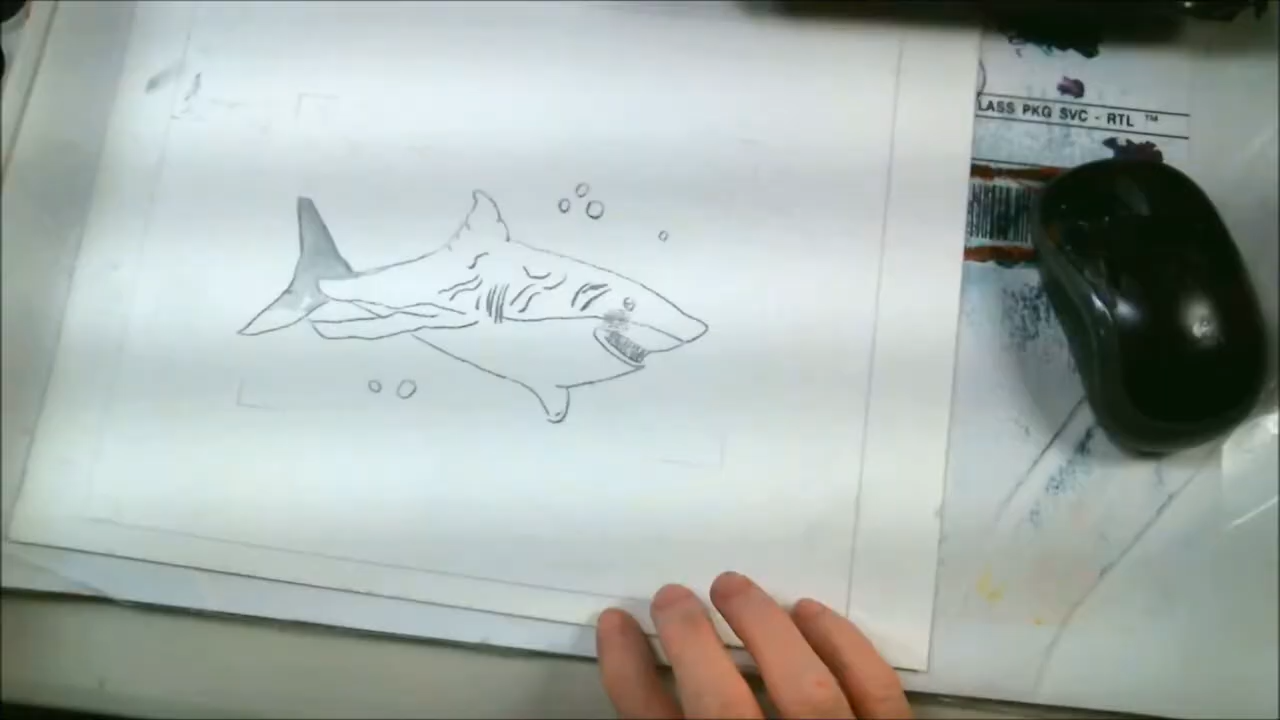 LASS PKG SVC - RTL ™